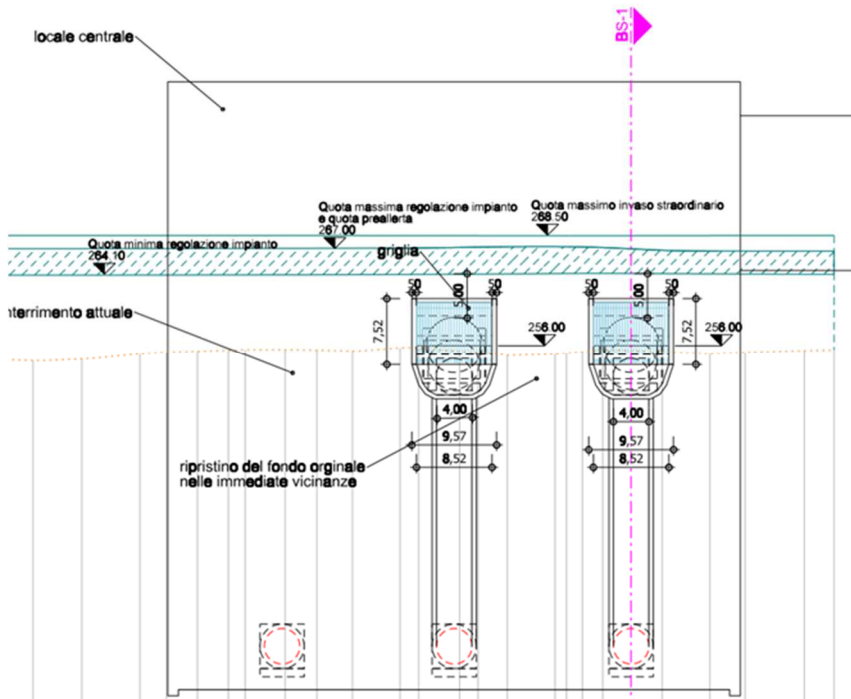 BS-1
locale centrale
Quota massima regolazione impianto
e quota preallerta
267.00
Quota massimo invaso straordinario
268.50
Quota minima regolazione impianto
264.10
griglia
50
50
5,00
50
50
5,00
nterrimento attuale
7,52
256.00
7,52
256.00
4,00
4,00
9,57
9,57
8,52
8,52
ripristino del fondo orginale
nelle immediate vicinanze